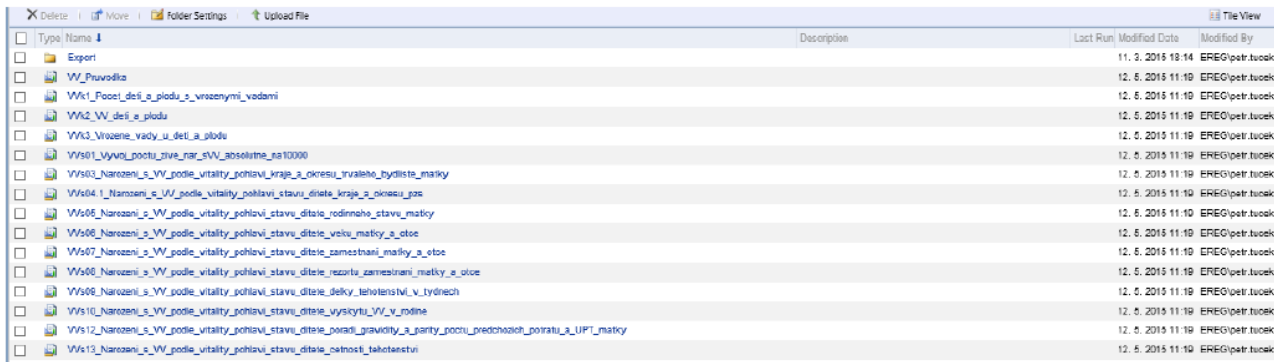 Delete Move Folder Settings Upload File Tile View
Type Name Description Last Run Modified Date Modified By
Export 11. 3. 2015 13:14 EREG\petr.tucek
VV_Pruvodka 12. 5. 2015 11:19 EREG\petr.tucek
VVk1_Pocet_deti_a_plodu_s_vrozenymi_vadami 12. 5. 2015 11:19 EREG\petr.tucek
VVk2_VV_deti_a_plodu 12. 5. 2015 11:19 EREG\petr.tucek
VVk3_Vrozene_vady_u_deti_a_plodu 12. 5. 2015 11:19 EREG\petr.tucek
VVs01_Vyvoj_poctu_zive_nar_sVV_absolutne_na10000 12. 5. 2015 11:19 EREG\petr.tucek
VVs03_Narozeni_s_VV_podle_vitality_pohlavi_kraje_a_okresu_trvaleho_bydliste_matky 12. 5. 2015 11:19 EREG\petr.tucek
VVs04.1_Narozeni_s_VV_podle_vitality_pohlavi_stavu_ditete_kraje_a_okresu_pzs 12. 5. 2015 11:19 EREG\petr.tucek
VVs05_Narozeni_s_VV_podle_vitality_pohlavi_stavu_ditete_rodinneho_stavu_matky 12. 5. 2015 11:19 EREG\petr.tucek
VVs06_Narozeni_s_VV_podle_vitality_pohlavi_stavu_ditete_veku_matky_a_otce 12. 5. 2015 11:19 EREG\petr.tucek
VVs07_Narozeni_s_VV_podle_vitality_pohlavi_stavu_ditete_zamestnani_matky_a_otce 12. 5. 2015 11:19 EREG\petr.tucek
VVs08_Narozeni_s_VV_podle_vitality_pohlavi_stavu_ditete_rezortu_zamestnani_matky_a_otce 12. 5. 2015 11:19 EREG\petr.tucek
VVs09_Narozeni_s_VV_podle_vitality_pohlavi_stavu_ditete_delky_tehotenstvi_v_tydnech 12. 5. 2015 11:19 EREG\petr.tucek
VVs10_Narozeni_s_VV_podle_vitality_pohlavi_stavu_ditete_vyskytu_VV_v_rodine 12. 5. 2015 11:19 EREG\petr.tucek
VVs12_Narozeni_s_VV_podle_vitality_pohlavi_stavu_ditete_poradi_gravidity_a_parity_poctu_predchozich_potratu_a_UPT_matky 12. 5. 2015 11:19 EREG\petr.tucek
VVs13_Narozeni_s_VV_podle_vitality_pohlavi_stavu_ditete_cetnosti_tehotenstvi 12. 5. 2015 11:19 EREG\petr.tucek